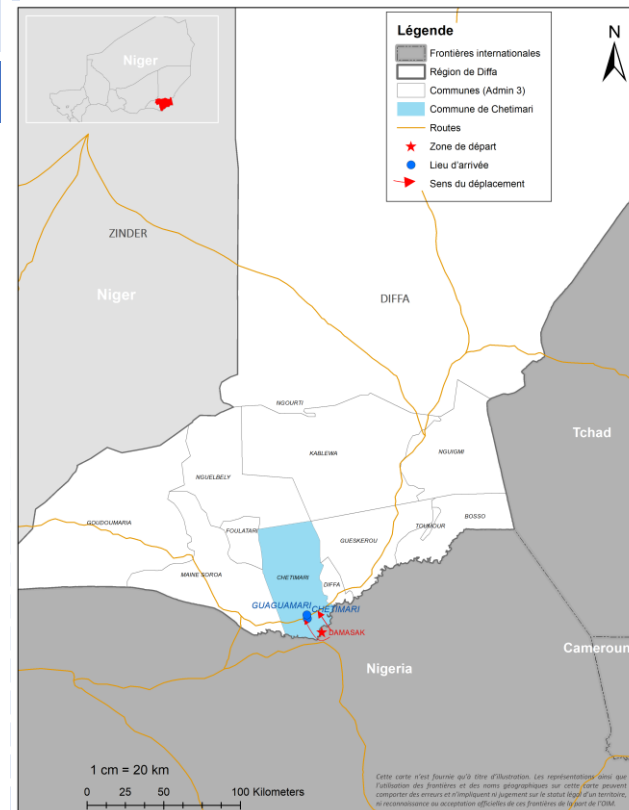 Niger
Légende
Frontières internationales
Région de Diffa
Communes (Admin 3)
Commune de Chetimari
Routes
Zone de départ
Lieu d'arrivée
Sens du déplacement
N
ZINDER
Niger
DIFFA
NGOURTI
KABLEWA
NGUIGMI
Tchad
NGUELBELY
GOUDOUMARIA
FOULATARI
GUESKEROU
TOUMOUR
BOSSO
MAINE SOROA
CHETIMARI
DIFFA
GUAGUAMARI
CHETIMARI
DAMASAK
Nigeria
Cameroun
1 cm = 20 km
0 25 50 100 Kilometers
Cette carte n'est fournie qu'à titre d'illustration. Les représentations ainsi que
l'utilisation des frontières et des noms géographiques sur cette carte peuvent
comporter des erreurs et n'impliquent ni jugement sur le statut légal d'un territoire,
ni reconnaissance ou acceptation officielles de ces frontières de la part de l'OIM.